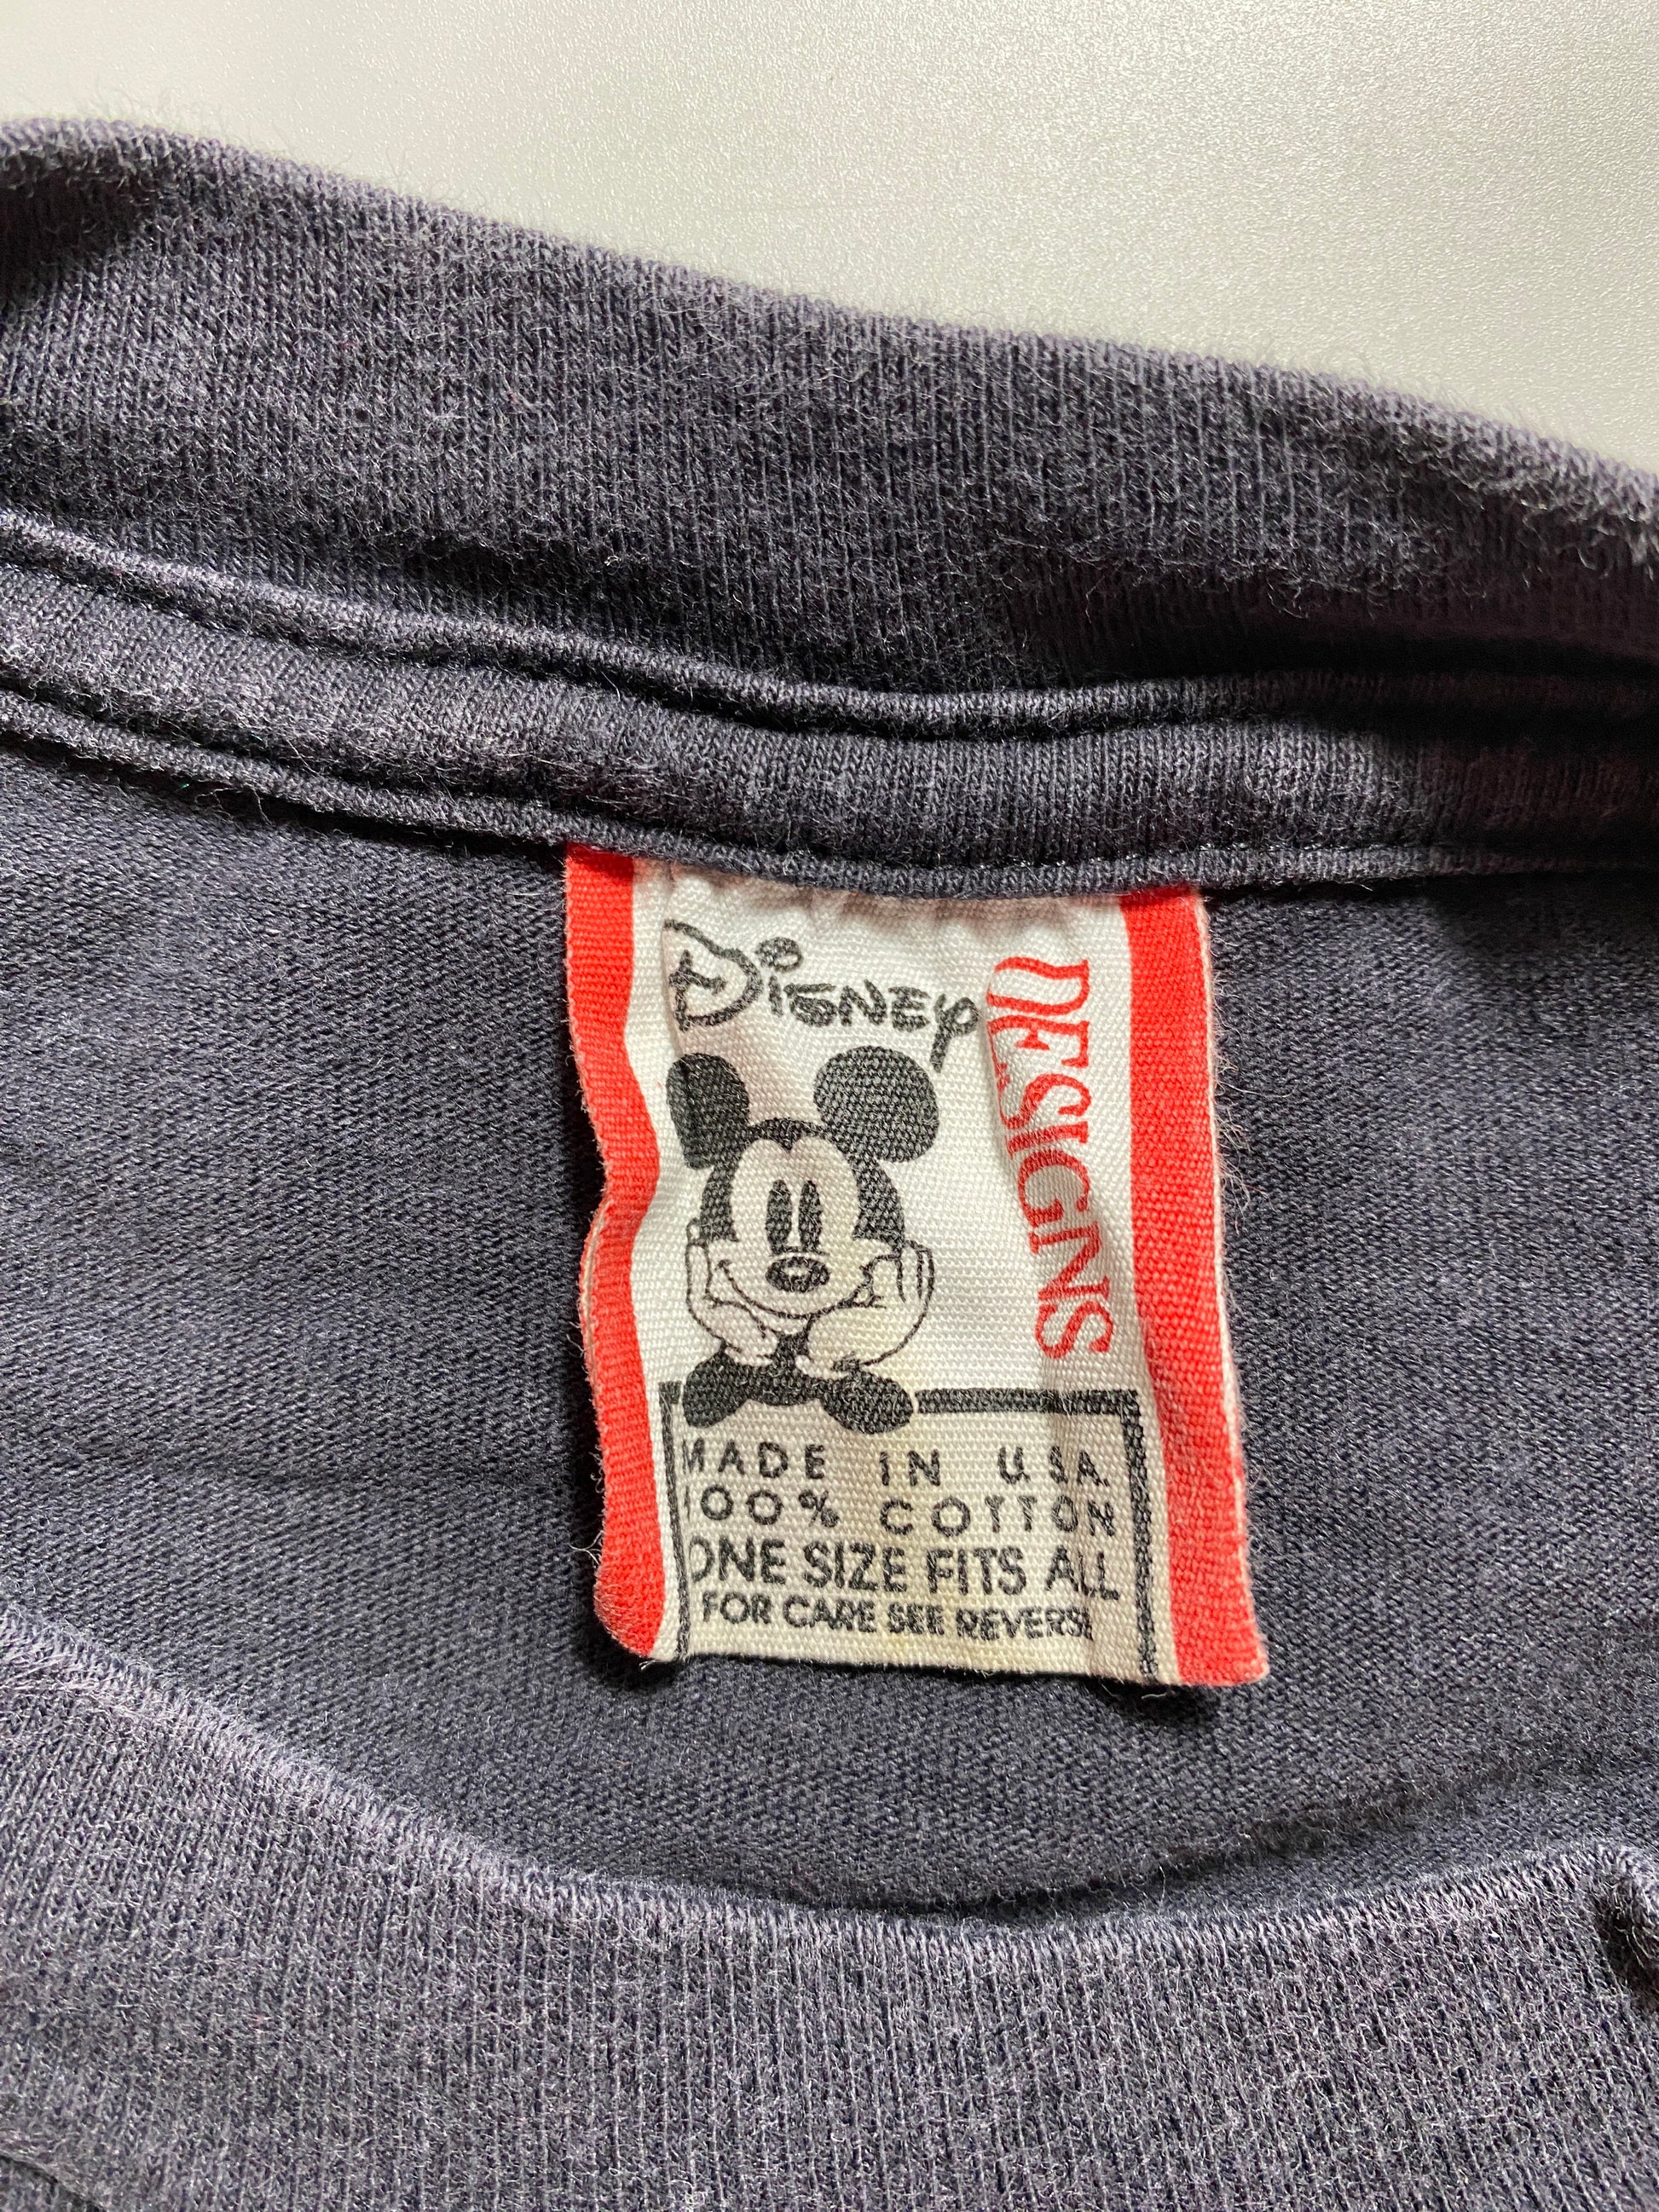 Disney
DESIGNS
MADE IN U.S.A.
100% COTTON
ONE SIZE FITS ALL
FOR CARE SEE REVERSE